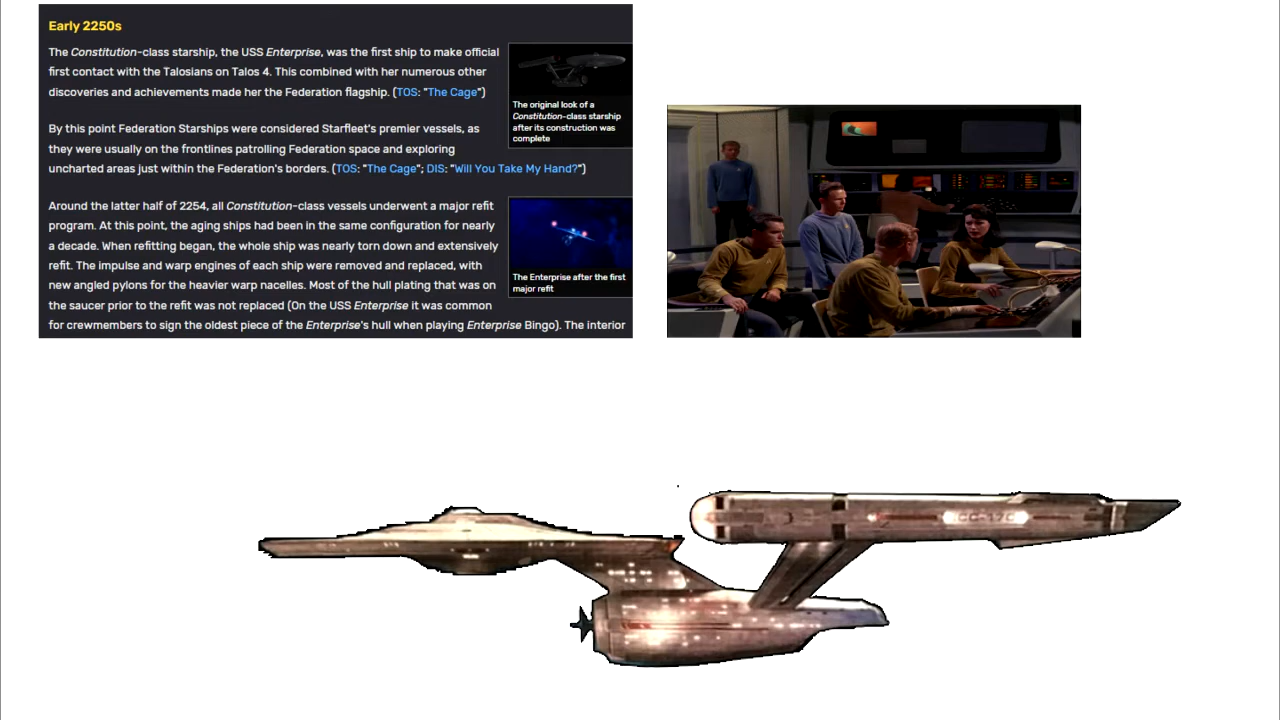 Early 2250s
The Constitution-class starship, the USS Enterprise, was the first ship to make official
first contact with the Talosians on Talos 4. This combined with her numerous other
discoveries and achievements made her the Federation flagship. (TOS: "The Cage")
The original look of a
Constitution-class starship
after its construction was
complete
By this point Federation Starships were considered Starfleet's premier vessels, as
they were usually on the frontlines patrolling Federation space and exploring
uncharted areas just within the Federation's borders. (TOS: "The Cage"; DIS: "Will You Take My Hand?")
Around the latter half of 2254, all Constitution-class vessels underwent a major refit
program. At this point, the aging ships had been in the same configuration for nearly
a decade. When refitting began, the whole ship was nearly torn down and extensively
refit. The impulse and warp engines of each ship were removed and replaced, with
new angled pylons for the heavier warp nacelles. Most of the hull plating that was on
the saucer prior to the refit was not replaced (On the USS Enterprise it was common
for crewmembers to sign the oldest piece of the Enterprise's hull when playing Enterprise Bingo). The interior
The Enterprise after the first
major refit